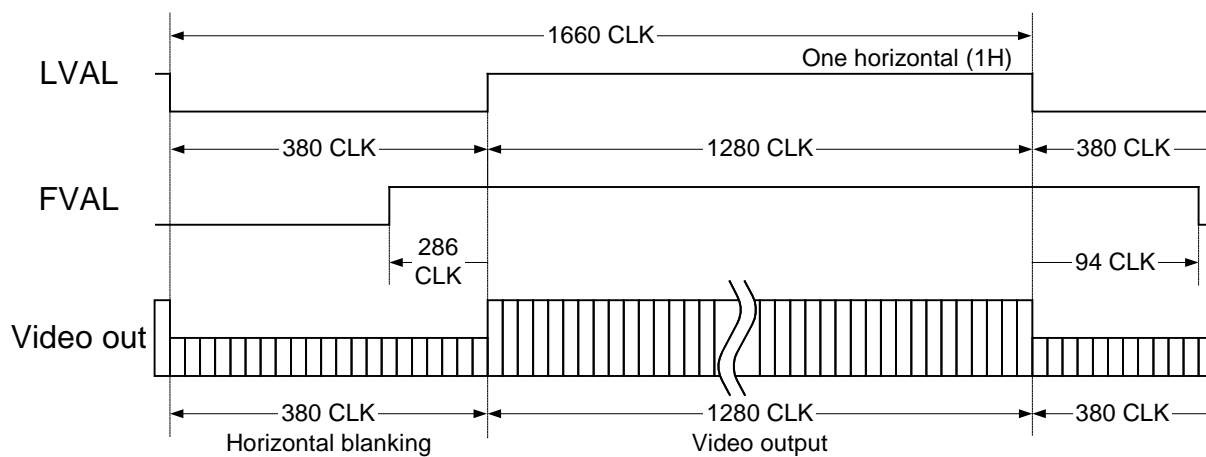 1660 CLK
One horizontal (1H)
LVAL
380 CLK
1280 CLK
380 CLK
FVAL
286
CLK
94 CLK
Video out
380 CLK
1280 CLK
380 CLK
Horizontal blanking
Video output